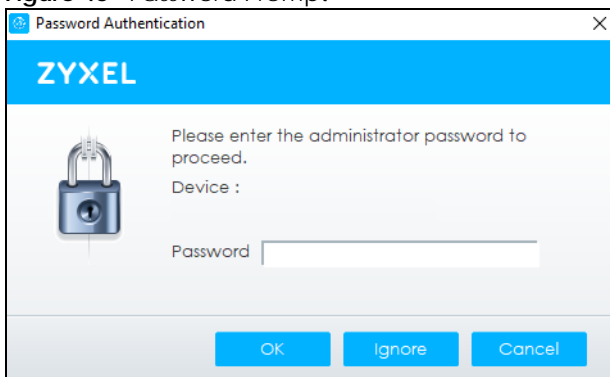 Password Authentication
ZYXEL
Please enter the administrator password to
proceed.
Device :
Password
OK Ignore Cancel